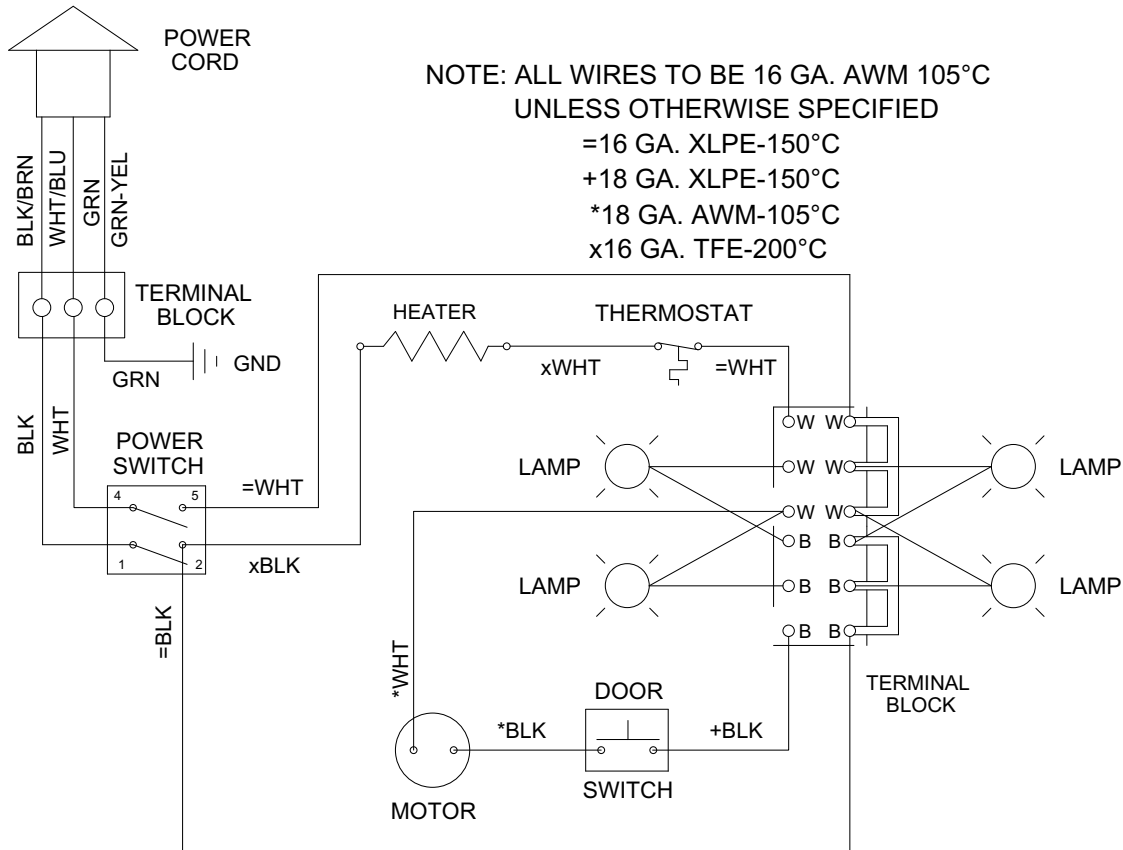 POWER
CORD
NOTE: ALL WIRES TO BE 16 GA. AWM 105°C
UNLESS OTHERWISE SPECIFIED
=16 GA. XLPE-150°C
+18 GA. XLPE-150°C
*18 GA. AWM-105°C
x16 GA. TFE-200°C
BLK/BRN
WHT/BLU
GRN
GRN-YEL
TERMINAL
BLOCK
HEATER
THERMOSTAT
GRN
GND
xWHT
=WHT
BLK
WHT
POWER
SWITCH
W W
LAMP
W W
LAMP
=WHT
4 5
W W
B B
1 2
xBLK
LAMP
B B
LAMP
=BLK
B B
*WHT
TERMINAL
BLOCK
DOOR
*BLK
+BLK
SWITCH
MOTOR